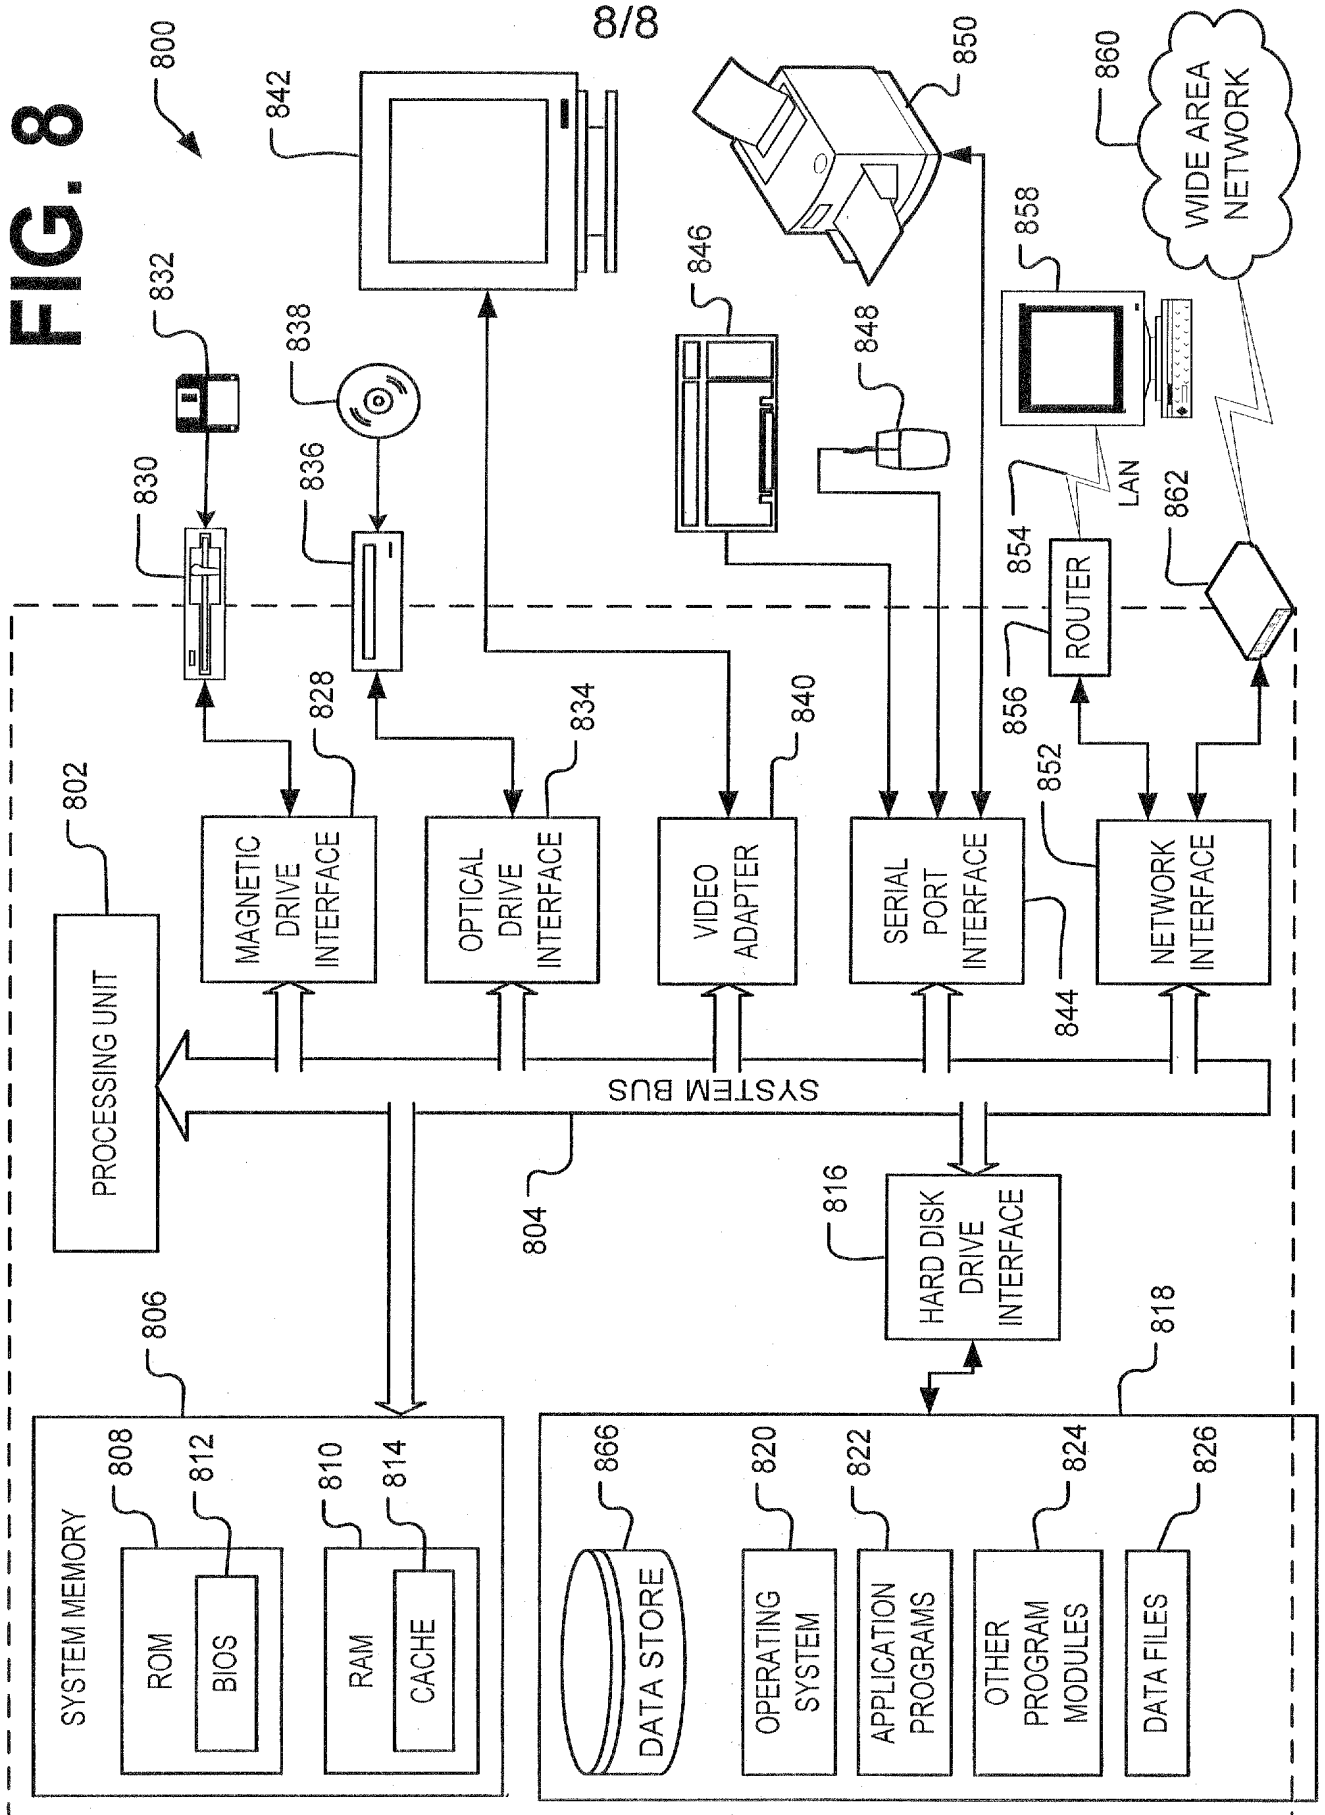 8/8
FIG. 8
800
802
PROCESSING UNIT
806
SYSTEM MEMORY
808
ROM
812
BIOS
810
RAM
814
CACHE
804
SYSTEM BUS
828
MAGNETIC
DRIVE
INTERFACE
830
832
834
OPTICAL
DRIVE
INTERFACE
836
838
840
VIDEO
ADAPTER
842
844
SERIAL
PORT
INTERFACE
846
848
850
852
NETWORK
INTERFACE
856
ROUTER
854
LAN
858
862
860
WIDE AREA
NETWORK
816
HARD DISK
DRIVE
INTERFACE
818
866
DATA STORE
820
OPERATING
SYSTEM
822
APPLICATION
PROGRAMS
824
OTHER
PROGRAM
MODULES
826
DATA FILES